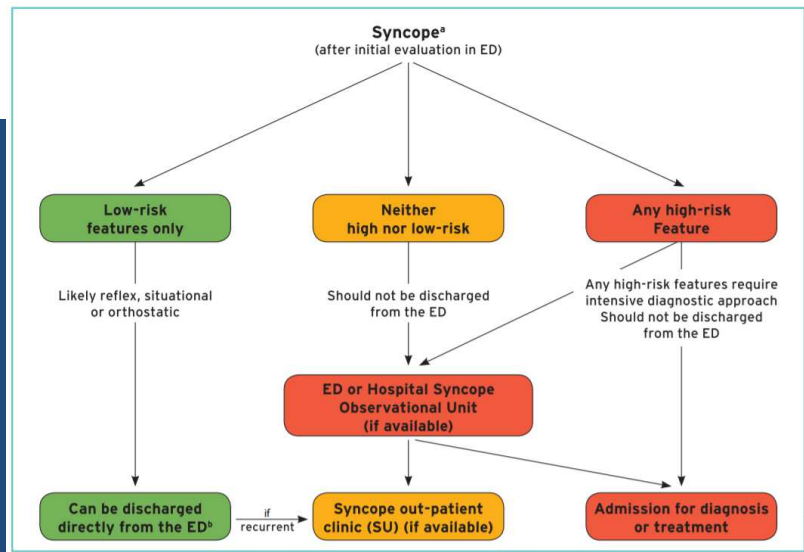 Syncopeᵃ
(after initial evaluation in ED)
Low-risk
features only
Neither
high nor low-risk
Any high-risk
Feature
Likely reflex, situational
or orthostatic
Should not be discharged
from the ED
Any high-risk features require
intensive diagnostic approach
Should not be discharged
from the ED
ED or Hospital Syncope
Observational Unit
(if available)
Can be discharged
directly from the EDᵇ
if
recurrent
Syncope out-patient
clinic (SU) (if available)
Admission for diagnosis
or treatment